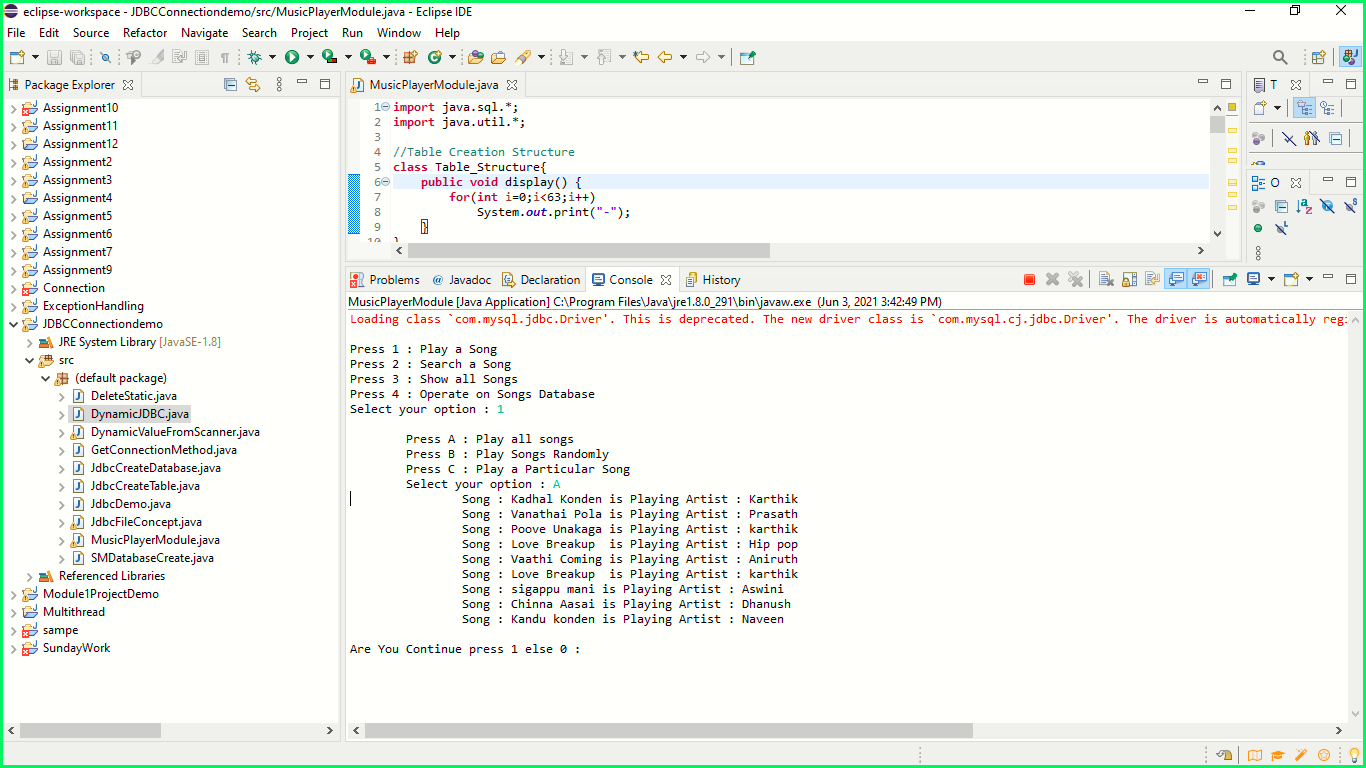 eclipse-workspace - JDBCConnectiondemo/src/MusicPlayerModule.java - Eclipse IDE
File Edit Source Refactor Navigate Search Project Run Window Help
Package Explorer
Assignment10
Assignment11
Assignment12
Assignment2
Assignment3
Assignment4
Assignment5
Assignment6
Assignment7
Assignment9
Connection
ExceptionHandling
JDBCConnectiondemo
JRE System Library [JavaSE-1.8]
src
(default package)
DeleteStatic.java
DynamicJDBC.java
DynamicValueFromScanner.java
GetConnectionMethod.java
JdbcCreateDatabase.java
JdbcCreateTable.java
JdbcDemo.java
JdbcFileConcept.java
MusicPlayerModule.java
SMDatabaseCreate.java
Referenced Libraries
Module1ProjectDemo
Multithread
sampe
SundayWork
MusicPlayerModule.java
1 import java.sql.*;
2 import java.util.*;
3
4 //Table Creation Structure
5 class Table_Structure{
6 public void display() {
7 for(int i=0;i<63;i++)
8 System.out.print("-");
9 }
10 }
T
O
Problems @ Javadoc Declaration Console History
MusicPlayerModule [Java Application] C:\Program Files\Java\jre1.8.0_291\bin\javaw.exe (Jun 3, 2021 3:42:49 PM)
Loading class `com.mysql.jdbc.Driver'. This is deprecated. The new driver class is `com.mysql.cj.jdbc.Driver'. The driver is automatically regi
Press 1 : Play a Song
Press 2 : Search a Song
Press 3 : Show all Songs
Press 4 : Operate on Songs Database
Select your option : 1
Press A : Play all songs
Press B : Play Songs Randomly
Press C : Play a Particular Song
Select your option : A
Song : Kadhal Konden is Playing Artist : Karthik
Song : Vanathai Pola is Playing Artist : Prasath
Song : Poove Unakaga is Playing Artist : karthik
Song : Love Breakup  is Playing Artist : Hip pop
Song : Vaathi Coming is Playing Artist : Aniruth
Song : Love Breakup  is Playing Artist : karthik
Song : sigappu mani is Playing Artist : Aswini
Song : Chinna Aasai is Playing Artist : Dhanush
Song : Kandu konden is Playing Artist : Naveen
Are You Continue press 1 else 0 :